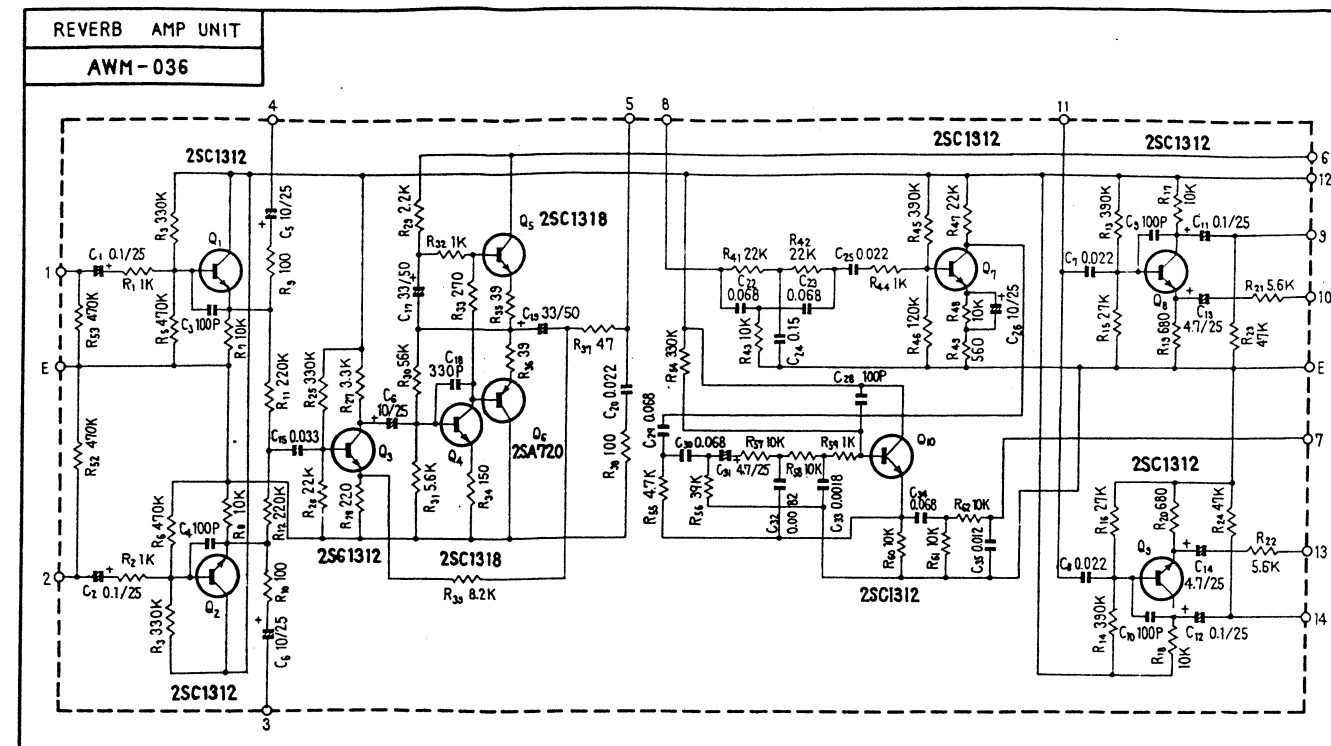 REVERB AMP UNIT
AWM-036
4
5
8
11
2SC1312
2SC1312
2SC1312
6
12
R3 330K
C5 10/25
R29 2.2K
Q5
2SC1318
R45 390K
R47 22K
R13 390K
R17 10K
C9 100P
C11 0.1/25
9
C1 0.1/25
Q1
R9 100
R32 1K
R41 22K
R42 22K
C25 0.022
1
R1 1K
C22 0.068
C23 0.068
R44 1K
Q7
C7 0.022
Q8
R21 5.6K
10
R53 470K
R5 470K
C3 100P
R7 10K
C17 33/50
R33 270
R35 39
C19 33/50
R37 47
R43 10K
C24 0.15
R46 120K
R48 10K
C26 10/25
R49 560
R15 27K
R19 680
C13 4.7/25
R23 47K
E
R36 39
E
R11 220K
R25 330K
R27 3.3K
R30 56K
C18 330P
C20 0.022
R64 330K
C28 100P
C6 10/25
R52 470K
C15 0.033
Q3
Q4
Q6
2SA720
C29 0.068
C30 0.068
R57 10K
R59 1K
Q10
7
C31 4.7/25
R58 10K
R6 470K
C4 100P
R8 10K
R12 220K
R26 22K
R28 220
R31 5.6K
R34 150
R38 100
R55 4.7K
R56 39K
C32 0.0082
C33 0.0018
C34 0.068
R62 10K
2SC1312
R16 27K
R20 680
R24 47K
R2 1K
2SG1312
2SC1318
R60 10K
R61 10K
C35 0.012
Q9
R22 5.6K
13
2
C2 0.1/25
Q2
R10 100
R39 8.2K
2SC1312
C8 0.022
C14 4.7/25
R3 330K
C6 10/25
R14 390K
C10 100P
R18 10K
C12 0.1/25
14
2SC1312
3